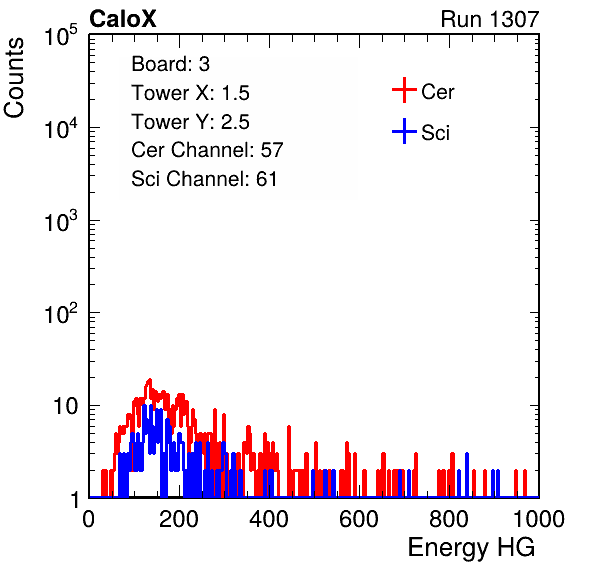 CaloX Run 1307
Counts
10^5
10^4
10^3
10^2
10
1
Board: 3
Tower X: 1.5
Tower Y: 2.5
Cer Channel: 57
Sci Channel: 61
Cer
Sci
0 200 400 600 800 1000
Energy HG